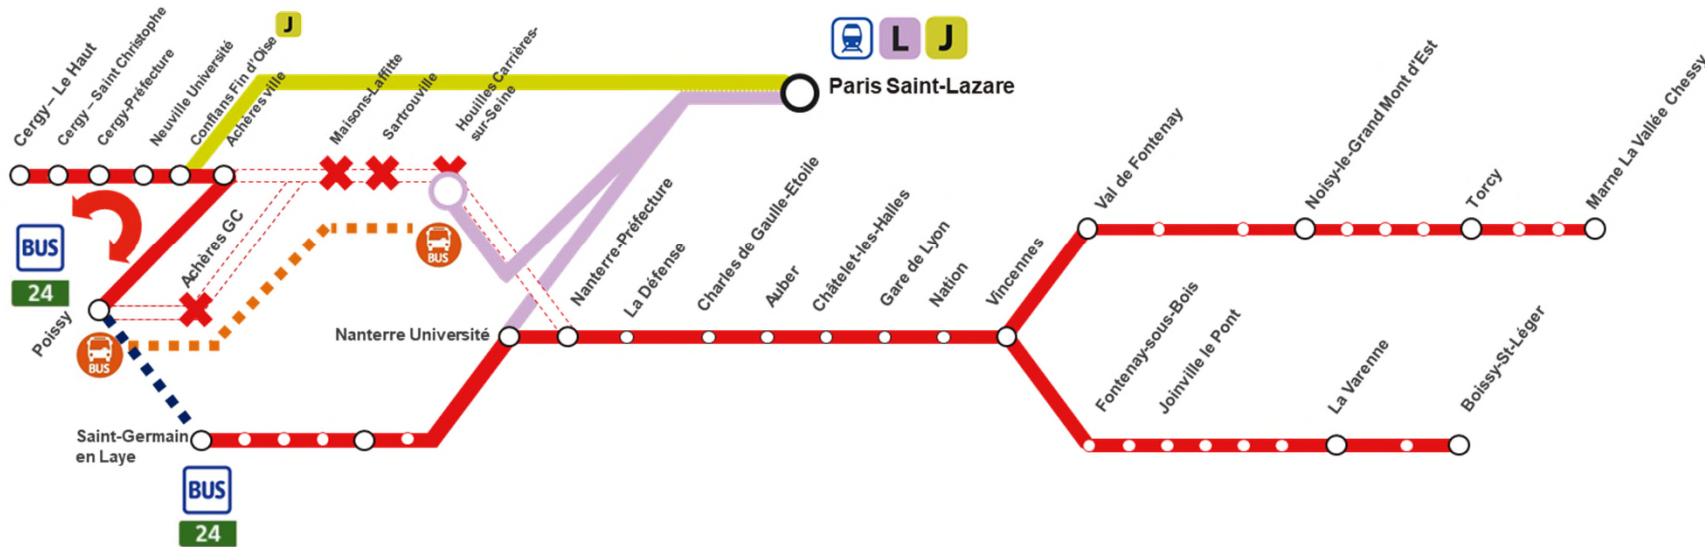 Cergy – Le Haut
Cergy – Saint Christophe
Cergy-Préfecture
Neuville Université
Conflans Fin d'Oise
J
Achères ville
Maisons-Laffitte
Sartrouville
Houilles Carrières-
sur-Seine
L J
Paris Saint-Lazare
BUS
24
Achères GC
Poissy
BUS
BUS
Nanterre Université
Nanterre-Préfecture
La Défense
Charles de Gaulle-Etoile
Auber
Châtelet-les-Halles
Gare de Lyon
Nation
Vincennes
Val de Fontenay
Noisy-le-Grand Mont d'Est
Torcy
Marne La Vallée Chessy
Fontenay-sous-Bois
Joinville le Pont
La Varenne
Boissy-St-Léger
Saint-Germain
en Laye
BUS
24